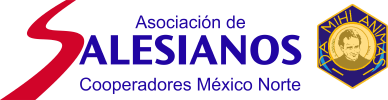 Asociación de
SALESIANOS
Cooperadores México Norte
DA MIHI ANIMAS